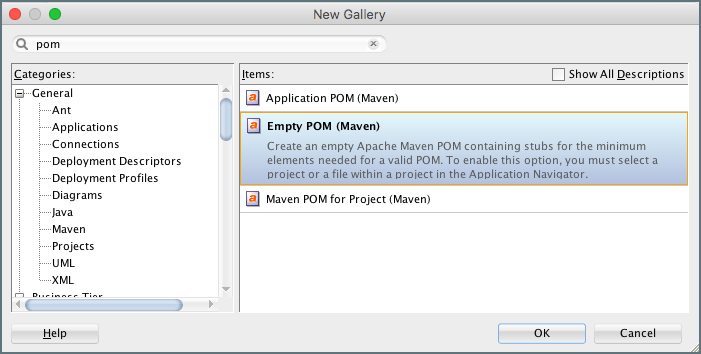 New Gallery
pom
Categories:
General
Ant
Applications
Connections
Deployment Descriptors
Deployment Profiles
Diagrams
Java
Maven
Projects
UML
XML
Business Tier
Items:
Show All Descriptions
Application POM (Maven)
Empty POM (Maven)
Create an empty Apache Maven POM containing stubs for the minimum
elements needed for a valid POM. To enable this option, you must select a
project or a file within a project in the Application Navigator.
Maven POM for Project (Maven)
Help
OK
Cancel